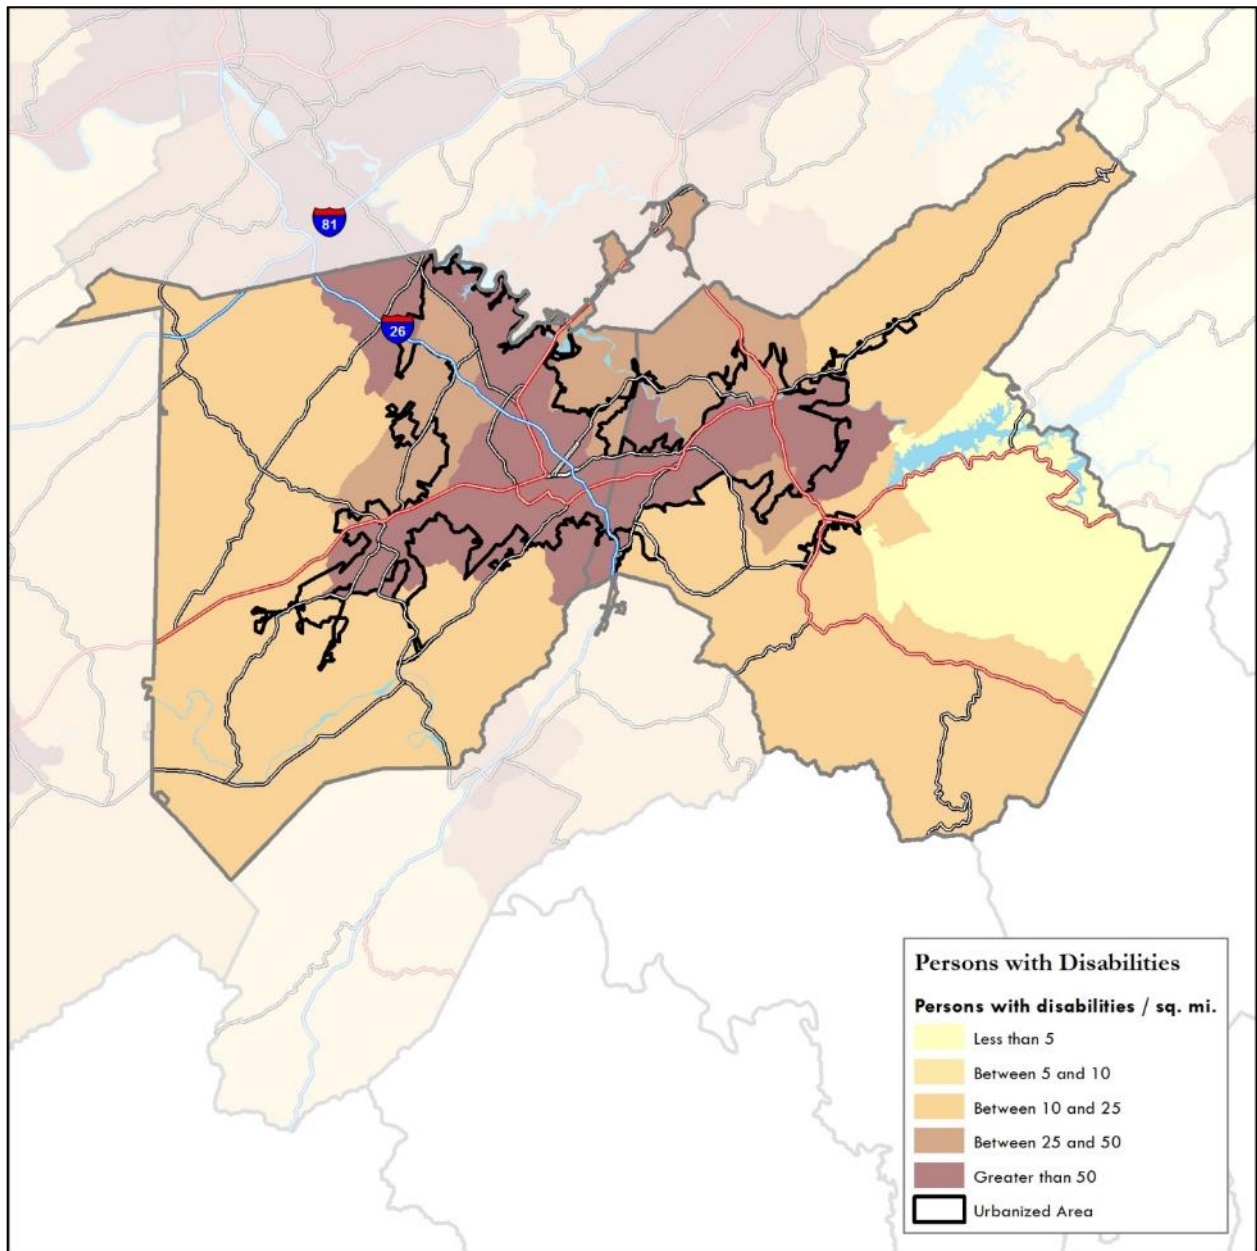 81
26
Persons with Disabilities
Persons with disabilities / sq. mi.
Less than 5
Between 5 and 10
Between 10 and 25
Between 25 and 50
Greater than 50
Urbanized Area